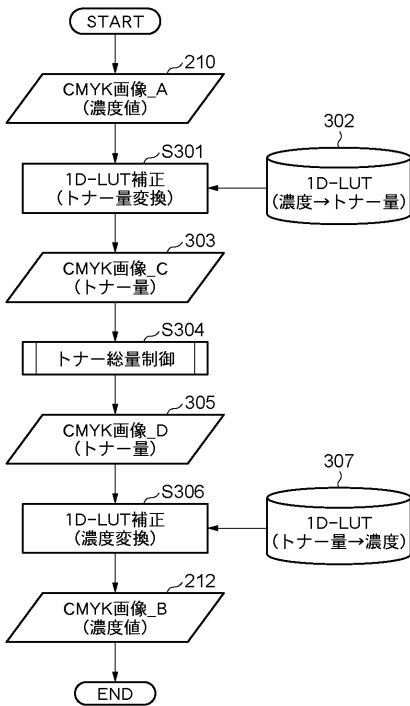 START
210
CMYK画像_A
(濃度値)
S301
1D-LUT補正
(トナー量変換)
302
1D-LUT
(濃度→トナー量)
303
CMYK画像_C
(トナー量)
S304
トナー総量制御
305
CMYK画像_D
(トナー量)
S306
1D-LUT補正
(濃度変換)
307
1D-LUT
(トナー量→濃度)
212
CMYK画像_B
(濃度値)
END